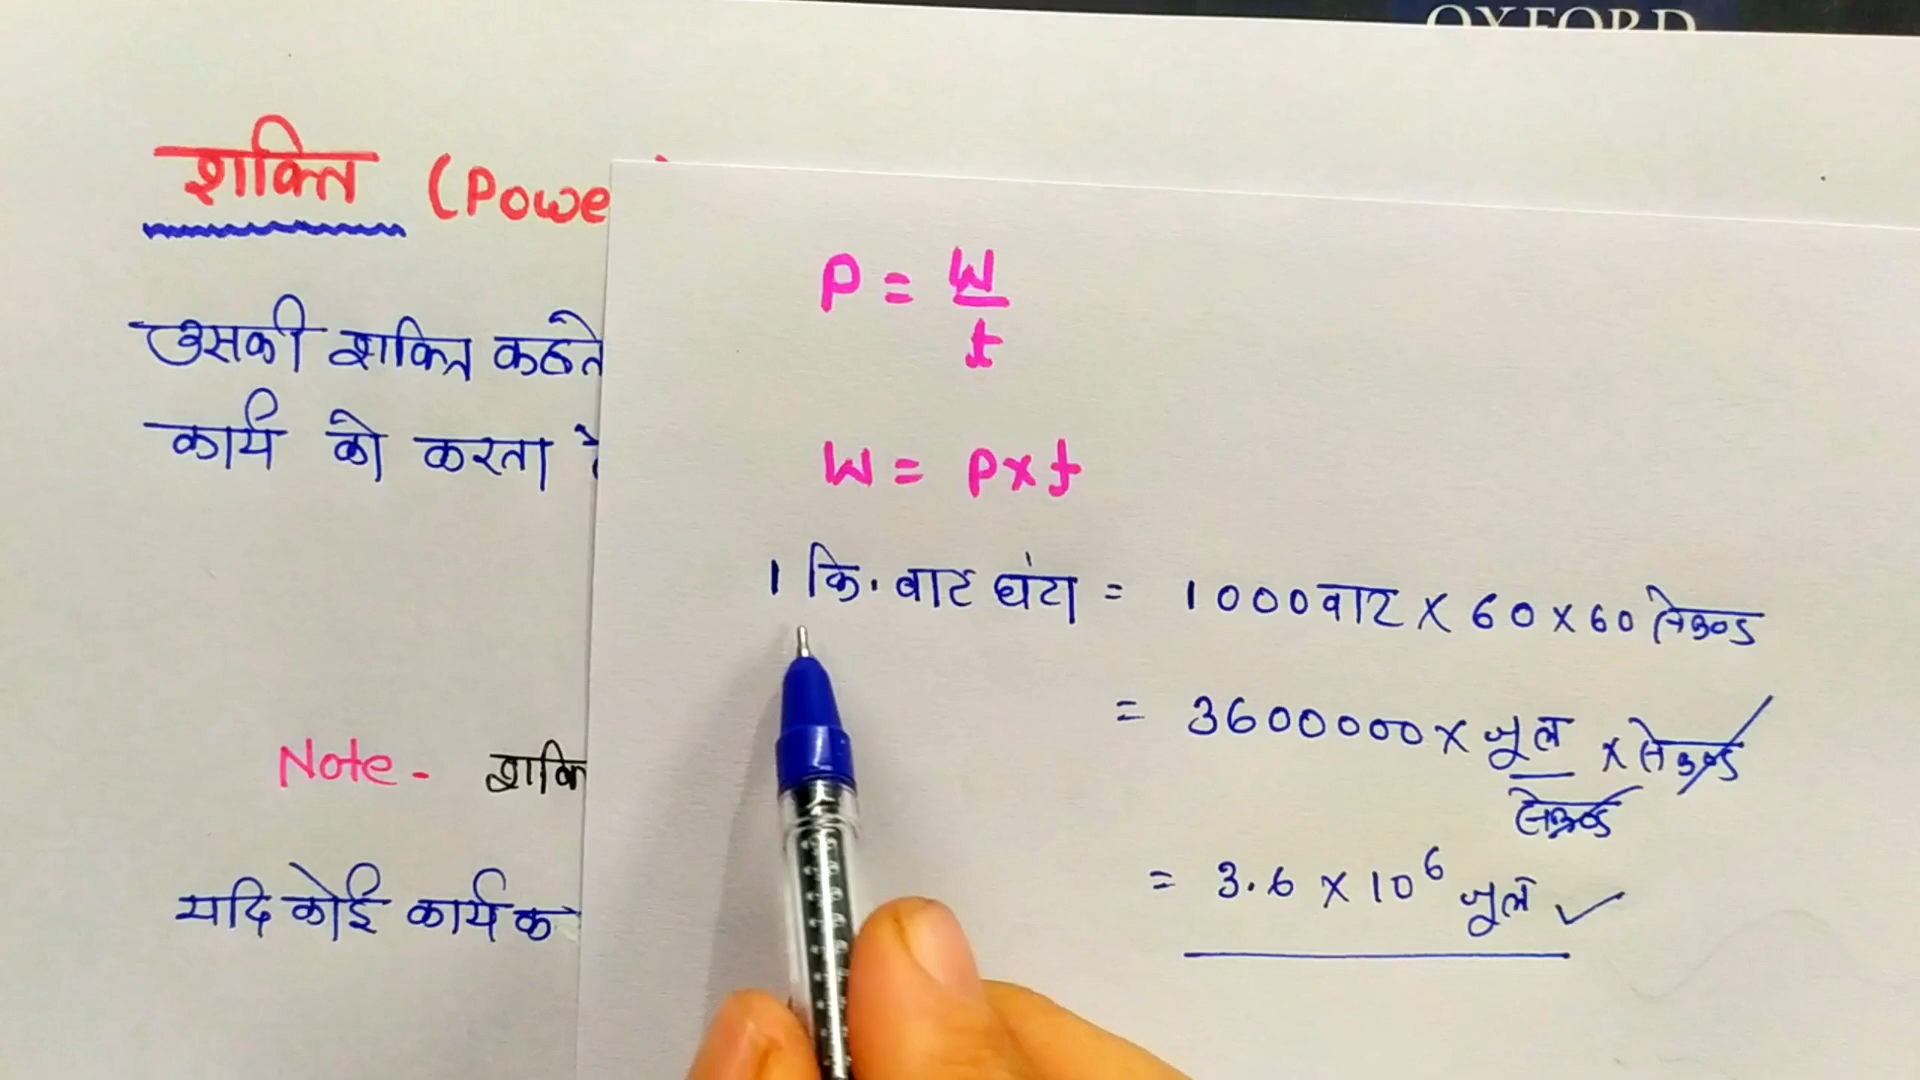 OXFORD
शक्ति (Powe
उसकी शक्ति कहते
कार्य को करता है
Note - शक्ति
यदि कोई कार्य क
P = W/t
W = P×t
1 कि. वाट घंटा = 1000 वाट × 60 × 60 सेकण्ड
= 3600000 × जूल/सेकण्ड × सेकण्ड
= 3.6 × 10⁶ जूल ✓